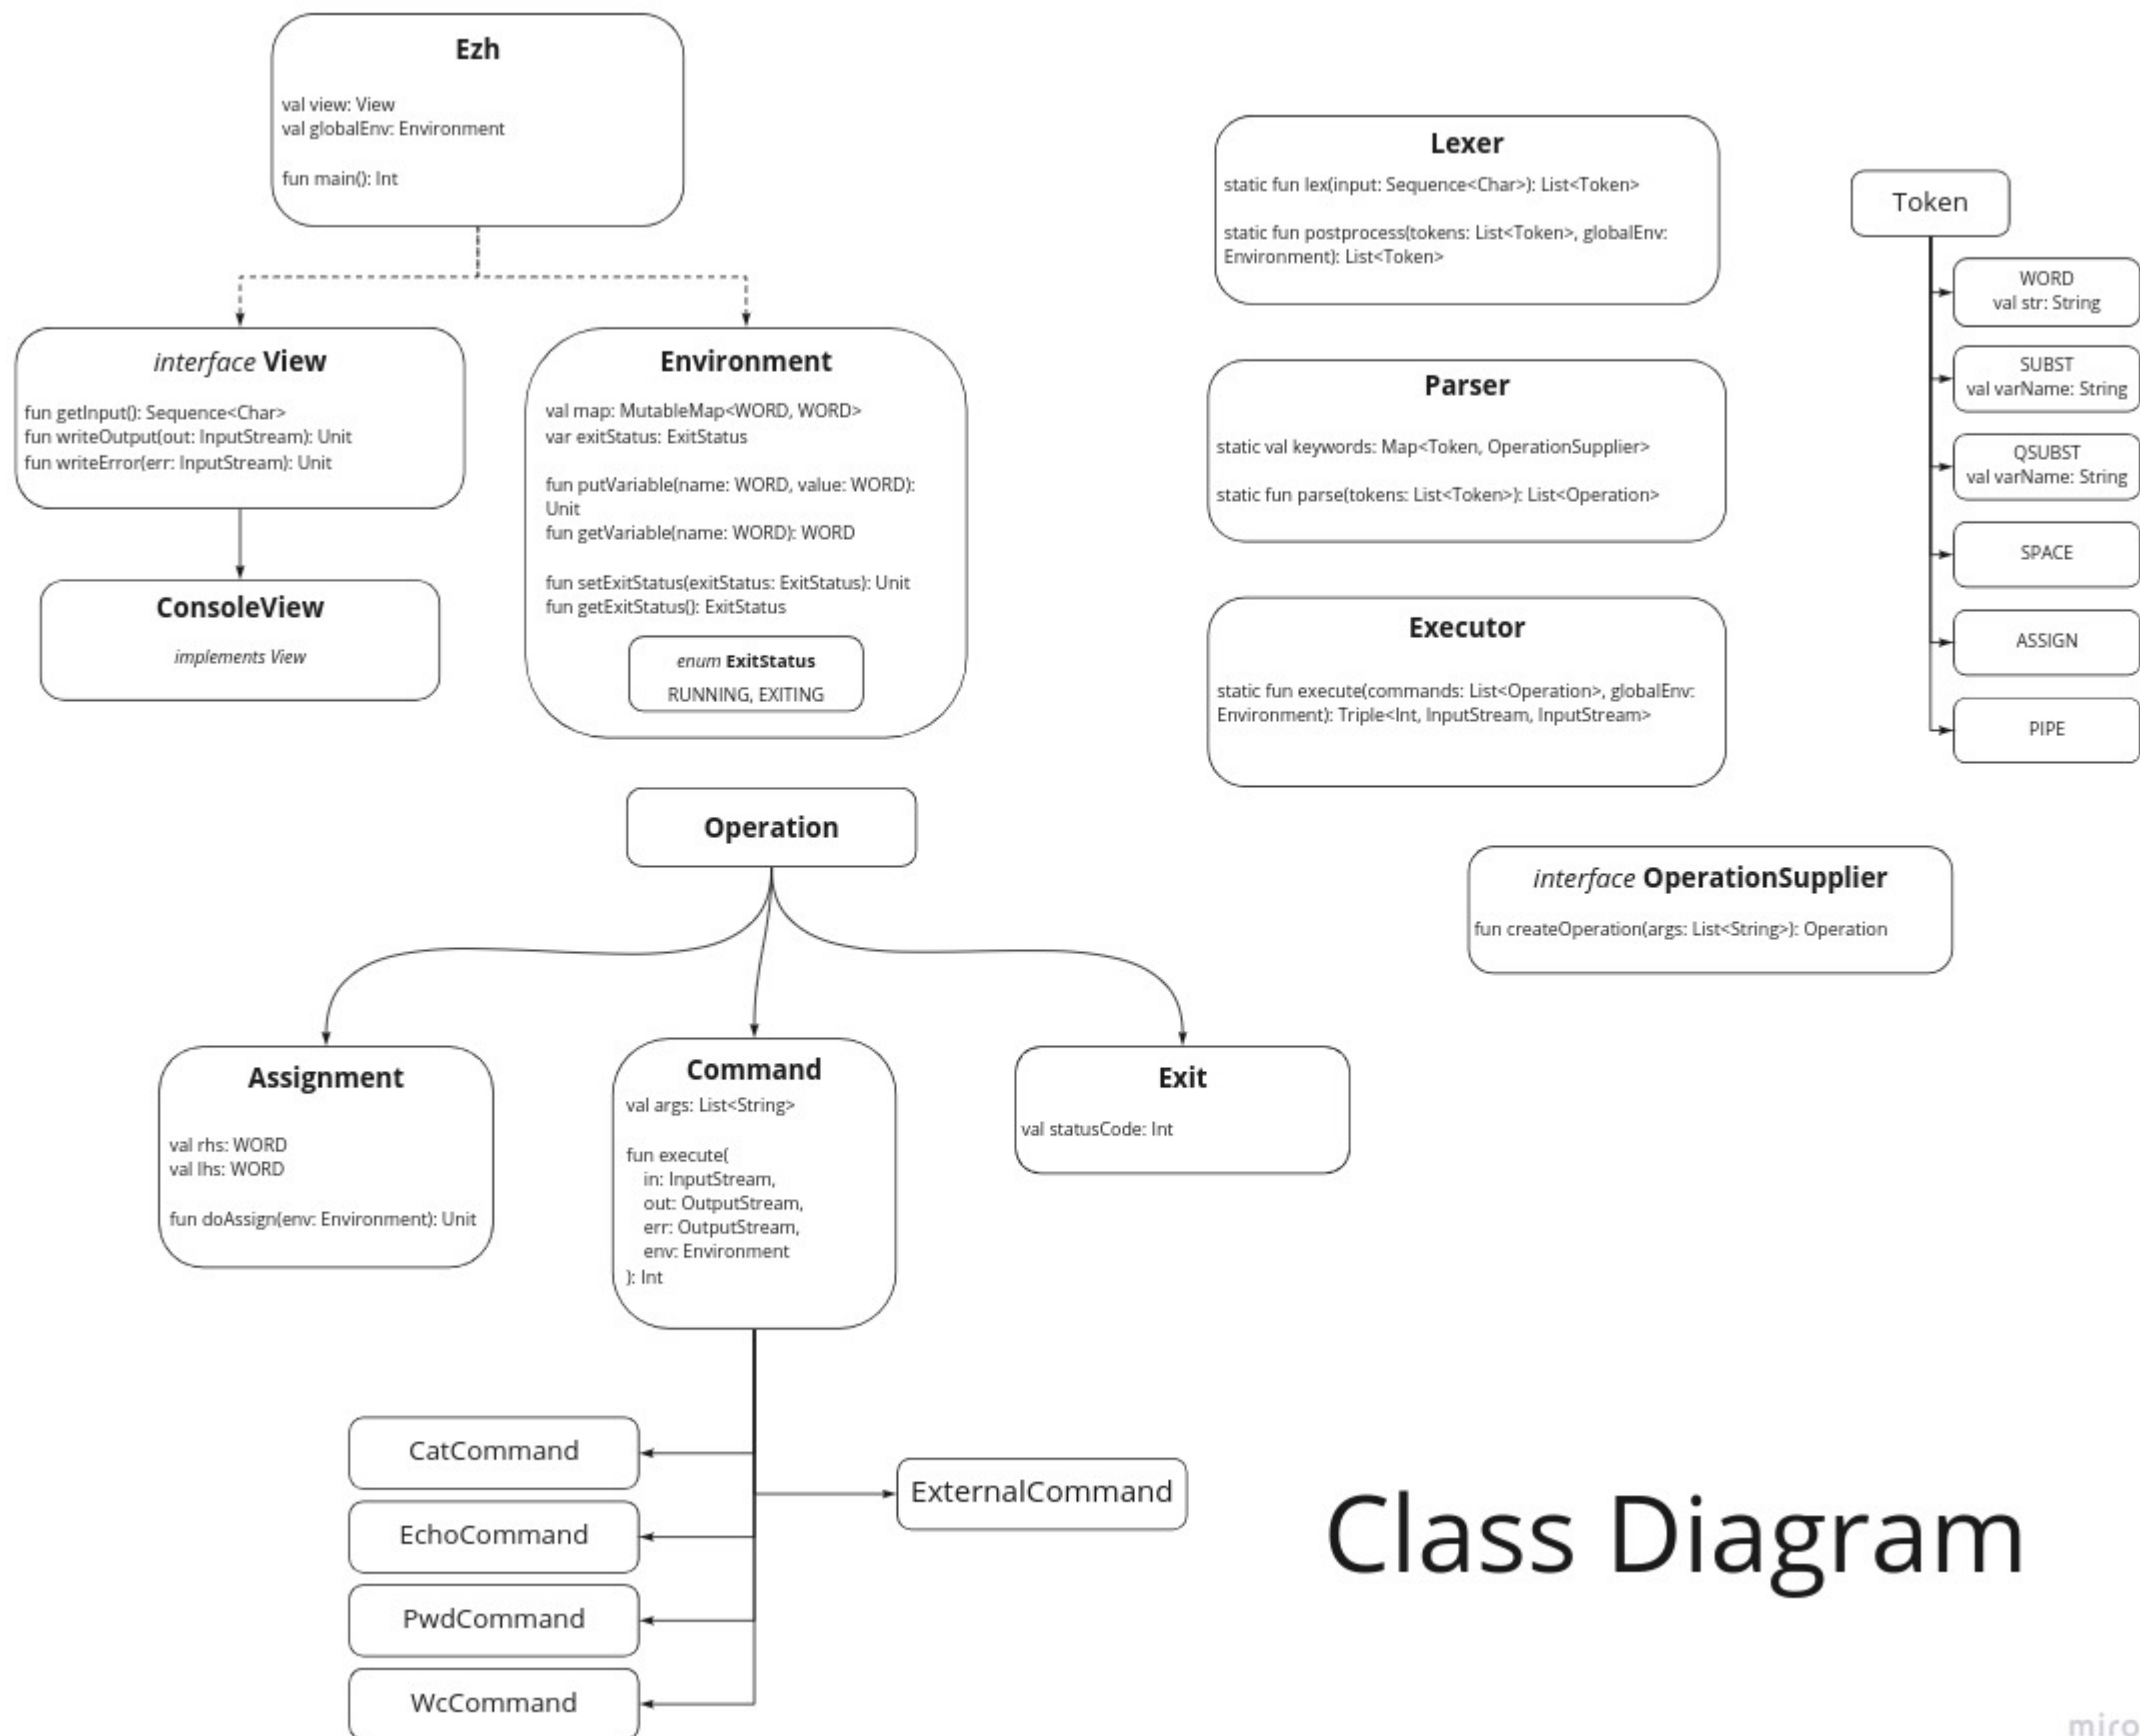 Ezh
val view: View
val globalEnv: Environment
fun main(): Int
interface View
fun getInput(): Sequence<Char>
fun writeOutput(out: InputStream): Unit
fun writeError(err: InputStream): Unit
ConsoleView
implements View
Environment
val map: MutableMap<WORD, WORD>
var exitStatus: ExitStatus
fun putVariable(name: WORD, value: WORD):
Unit
fun getVariable(name: WORD): WORD
fun setExitStatus(exitStatus: ExitStatus): Unit
fun getExitStatus(): ExitStatus
enum ExitStatus
RUNNING, EXITING
Lexer
static fun lex(input: Sequence<Char>): List<Token>
static fun postprocess(tokens: List<Token>, globalEnv:
Environment): List<Token>
Parser
static val keywords: Map<Token, OperationSupplier>
static fun parse(tokens: List<Token>): List<Operation>
Executor
static fun execute(commands: List<Operation>, globalEnv:
Environment): Triple<Int, InputStream, InputStream>
Token
WORD
val str: String
SUBST
val varName: String
QSUBST
val varName: String
SPACE
ASSIGN
PIPE
interface OperationSupplier
fun createOperation(args: List<String>): Operation
Operation
Assignment
val rhs: WORD
val lhs: WORD
fun doAssign(env: Environment): Unit
Command
val args: List<String>
fun execute(
in: InputStream,
out: OutputStream,
err: OutputStream,
env: Environment
): Int
Exit
val statusCode: Int
CatCommand
EchoCommand
PwdCommand
WcCommand
ExternalCommand
Class Diagram
miro